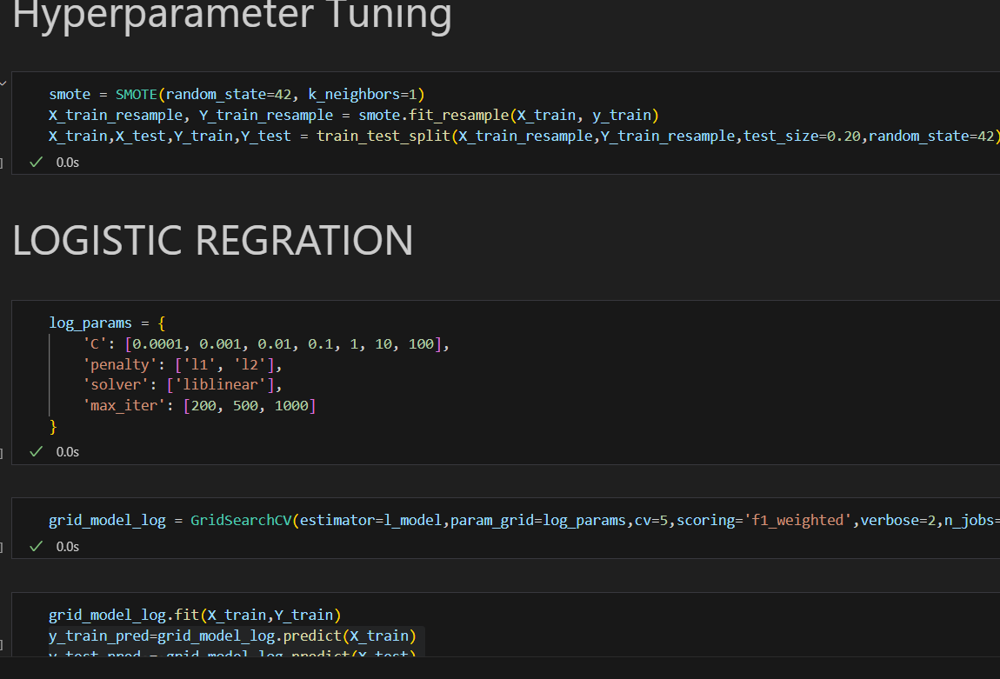 Hyperparameter Tuning
smote = SMOTE(random_state=42, k_neighbors=1)
X_train_resample, Y_train_resample = smote.fit_resample(X_train, y_train)
X_train,X_test,Y_train,Y_test = train_test_split(X_train_resample,Y_train_resample,test_size=0.20,random_state=42)
] 0.0s
LOGISTIC REGRATION
log_params = {
'C': [0.0001, 0.001, 0.01, 0.1, 1, 10, 100],
'penalty': ['l1', 'l2'],
'solver': ['liblinear'],
'max_iter': [200, 500, 1000]
}
] 0.0s
grid_model_log = GridSearchCV(estimator=l_model,param_grid=log_params,cv=5,scoring='f1_weighted',verbose=2,n_jobs=
] 0.0s
grid_model_log.fit(X_train,Y_train)
y_train_pred=grid_model_log.predict(X_train)
]
y_test_pred = grid_model_log.predict(X_test)